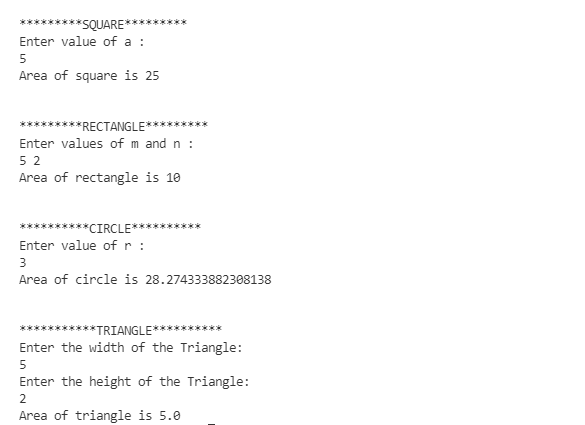 *********SQUARE*********
Enter value of a :
5
Area of square is 25
*********RECTANGLE*********
Enter values of m and n :
5 2
Area of rectangle is 10
**********CIRCLE**********
Enter value of r :
3
Area of circle is 28.274333882308138
***********TRIANGLE**********
Enter the width of the Triangle:
5
Enter the height of the Triangle:
2
Area of triangle is 5.0    _